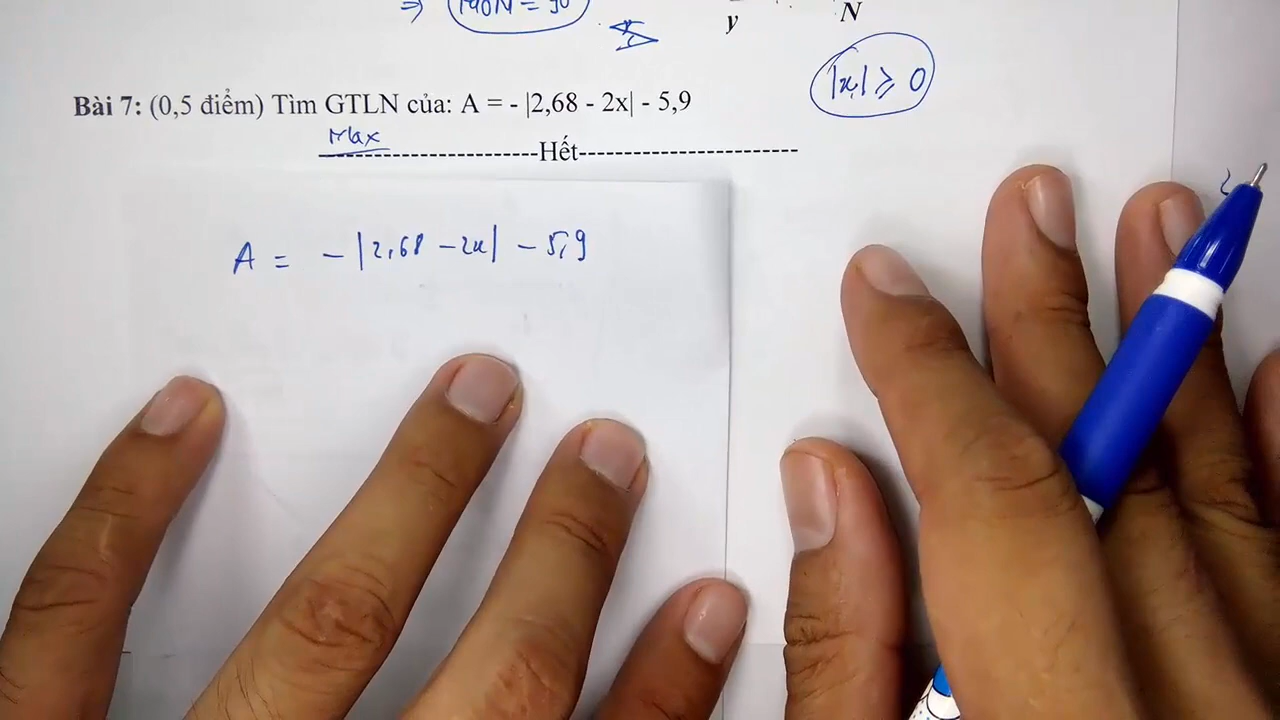 y N
|x| ≥ 0
Bài 7: (0,5 điểm) Tìm GTLN của: A = - |2,68 - 2x| - 5,9
Max
-----------------------Hết-----------------------
A = - |2,68 - 2x| - 5,9